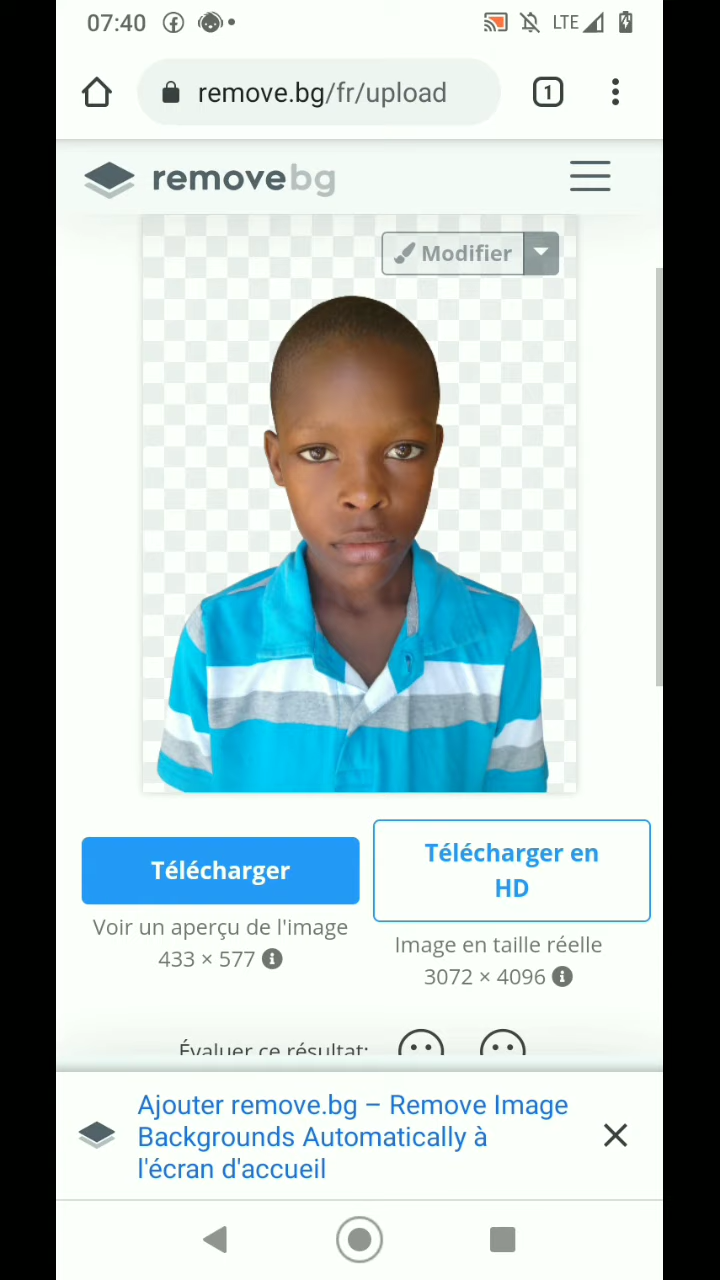 07:40 LTE
remove.bg/fr/upload 1
removebg
Modifier
Télécharger
Télécharger en
HD
Voir un aperçu de l'image
433 × 577
Image en taille réelle
3072 × 4096
Évaluer ce résultat:
Ajouter remove.bg – Remove Image
Backgrounds Automatically à
l'écran d'accueil